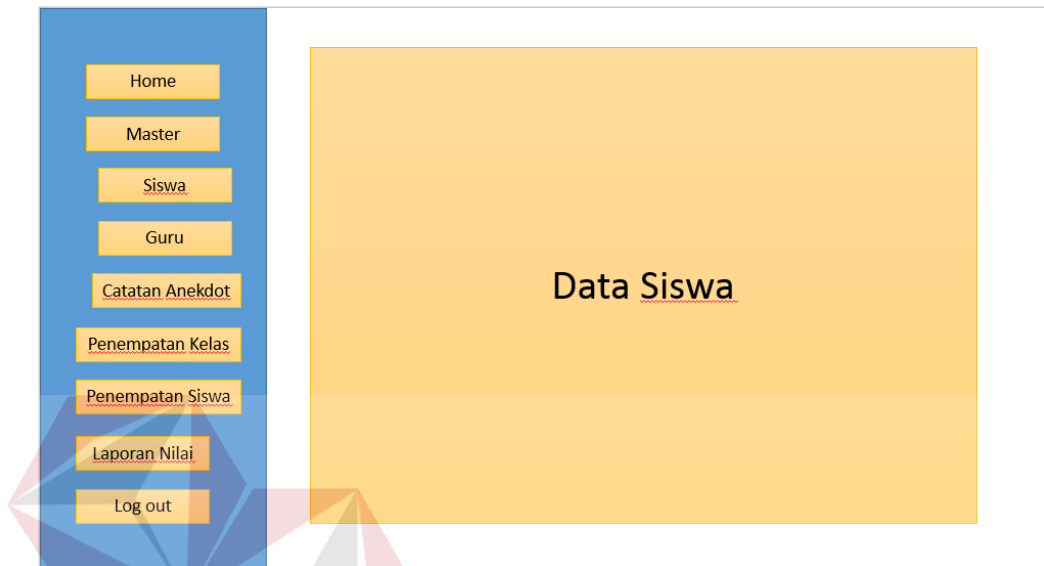 Home
Master
Siswa
Guru
Catatan Anekdot
Penempatan Kelas
Penempatan Siswa
Laporan Nilai
Log out
Data Siswa